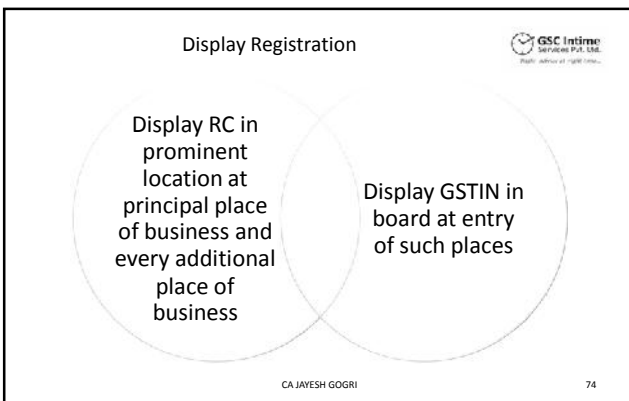 Display Registration
GSC Intime
Services Pvt. Ltd.
Display RC in
prominent
location at
principal place
of business and
every additional
place of
business
Display GSTIN in
board at entry
of such places
CA JAYESH GOGRI
74